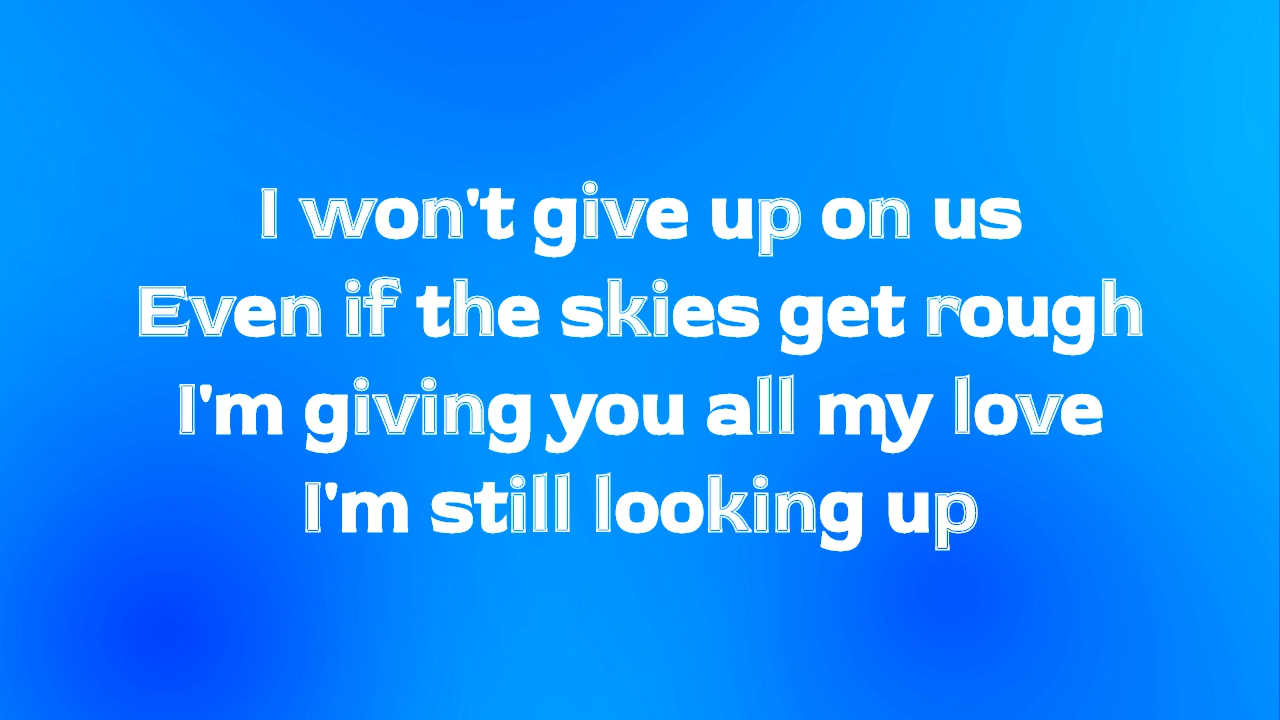 I won't give up on us
Even if the skies get rough
I'm giving you all my love
I'm still looking up